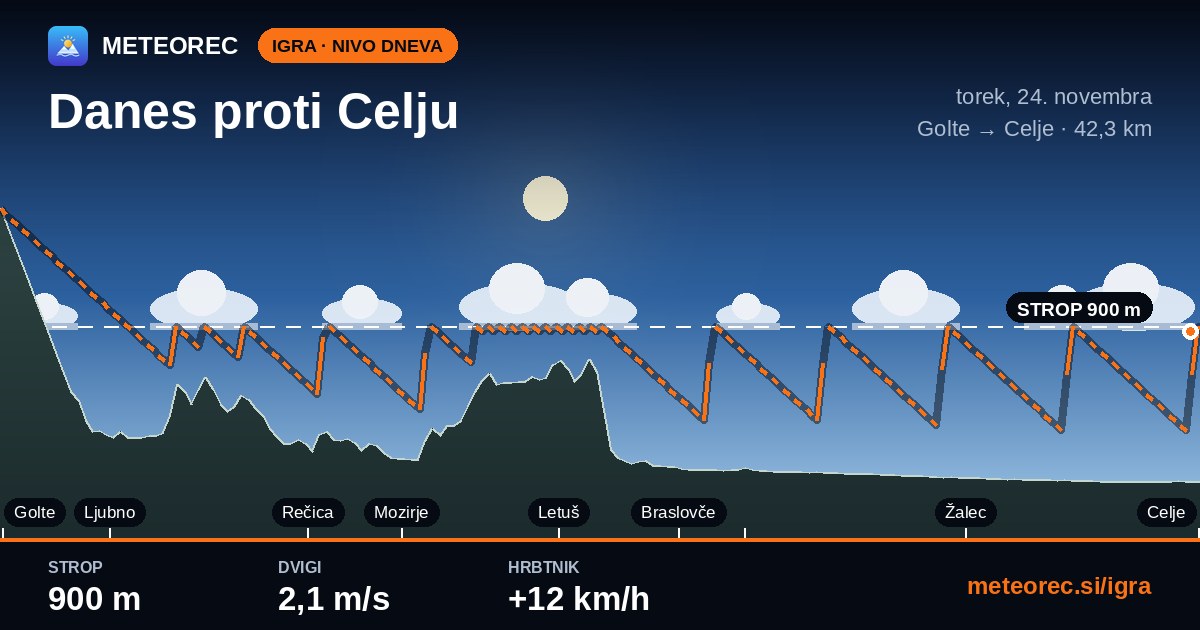 METEOREC
IGRA · NIVO DNEVA
Danes proti Celju
torek, 24. novembra
Golte → Celje · 42,3 km
STROP 900 m
Golte
Ljubno
Rečica
Mozirje
Letuš
Braslovče
Žalec
Celje
STROP
900 m
DVIGI
2,1 m/s
HRBTNIK
+12 km/h
meteorec.si/igra